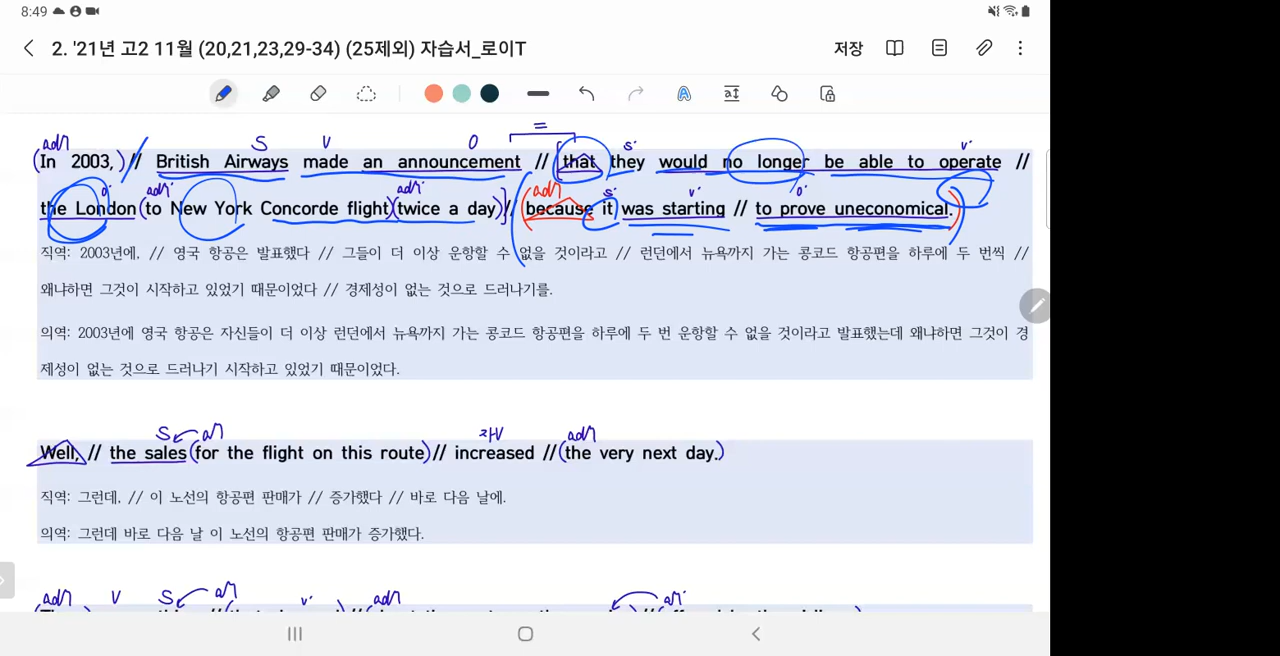 8:49
2. '21년 고2 11월 (20,21,23,29-34) (25제외) 자습서_로이T
저장
S V O =
(In 2003,) // British Airways made an announcement // that they would no longer be able to operate //
the London (to New York Concorde flight)(twice a day)// because it was starting // to prove uneconomical.
직역: 2003년에, // 영국 항공은 발표했다 // 그들이 더 이상 운항할 수 없을 것이라고 // 런던에서 뉴욕까지 가는 콩코드 항공편을 하루에 두 번씩 //
왜냐하면 그것이 시작하고 있었기 때문이었다 // 경제성이 없는 것으로 드러나기를.
의역: 2003년에 영국 항공은 자신들이 더 이상 런던에서 뉴욕까지 가는 콩코드 항공편을 하루에 두 번 운항할 수 없을 것이라고 발표했는데 왜냐하면 그것이 경
제성이 없는 것으로 드러나기 시작하고 있었기 때문이었다.
S
Well, // the sales (for the flight on this route) // increased //(the very next day.)
직역: 그런데, // 이 노선의 항공편 판매가 // 증가했다 // 바로 다음 날에.
의역: 그런데 바로 다음 날 이 노선의 항공편 판매가 증가했다.
V S